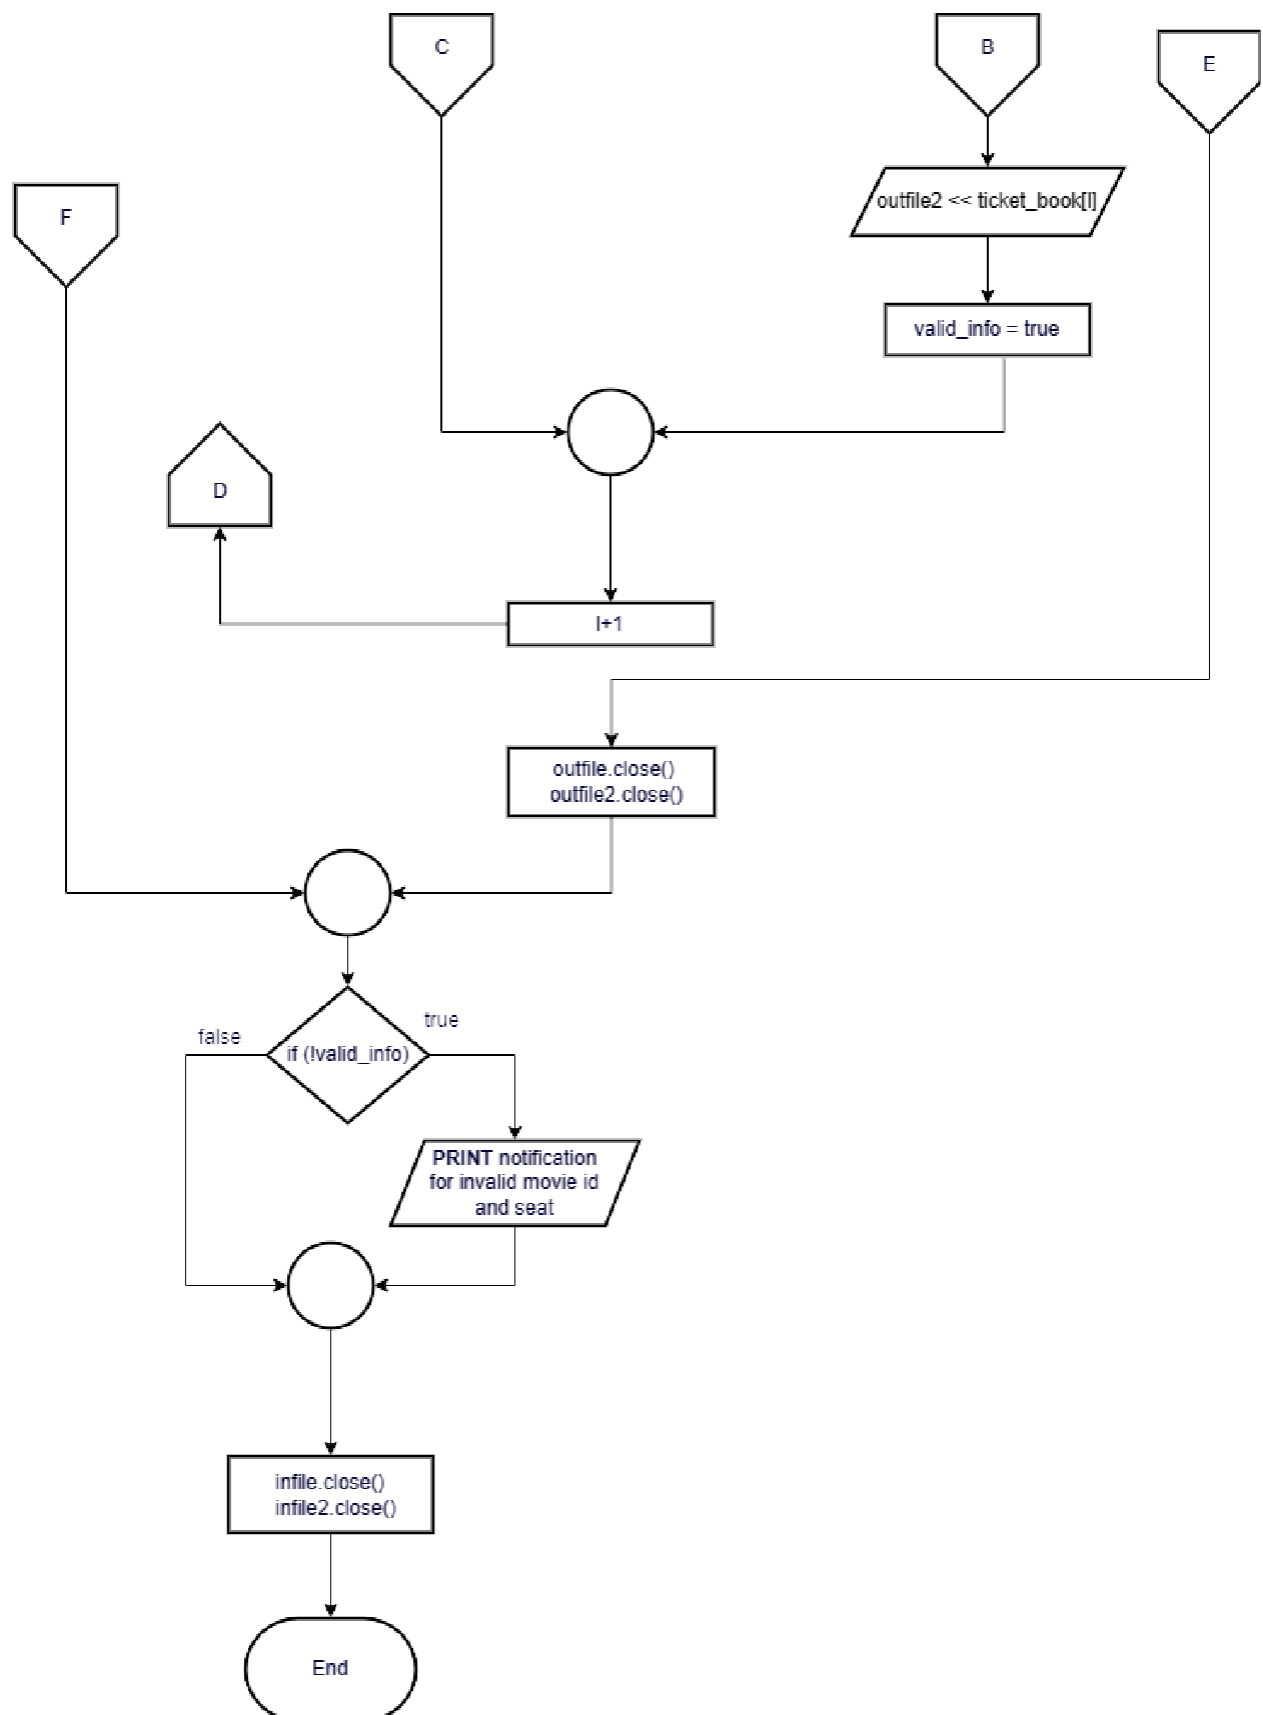 C
B
E
outfile2 << ticket_book[I]
F
valid_info = true
D
I+1
outfile.close()
outfile2.close()
true
false
if (!valid_info)
PRINT notification
for invalid movie id
and seat
infile.close()
infile2.close()
End